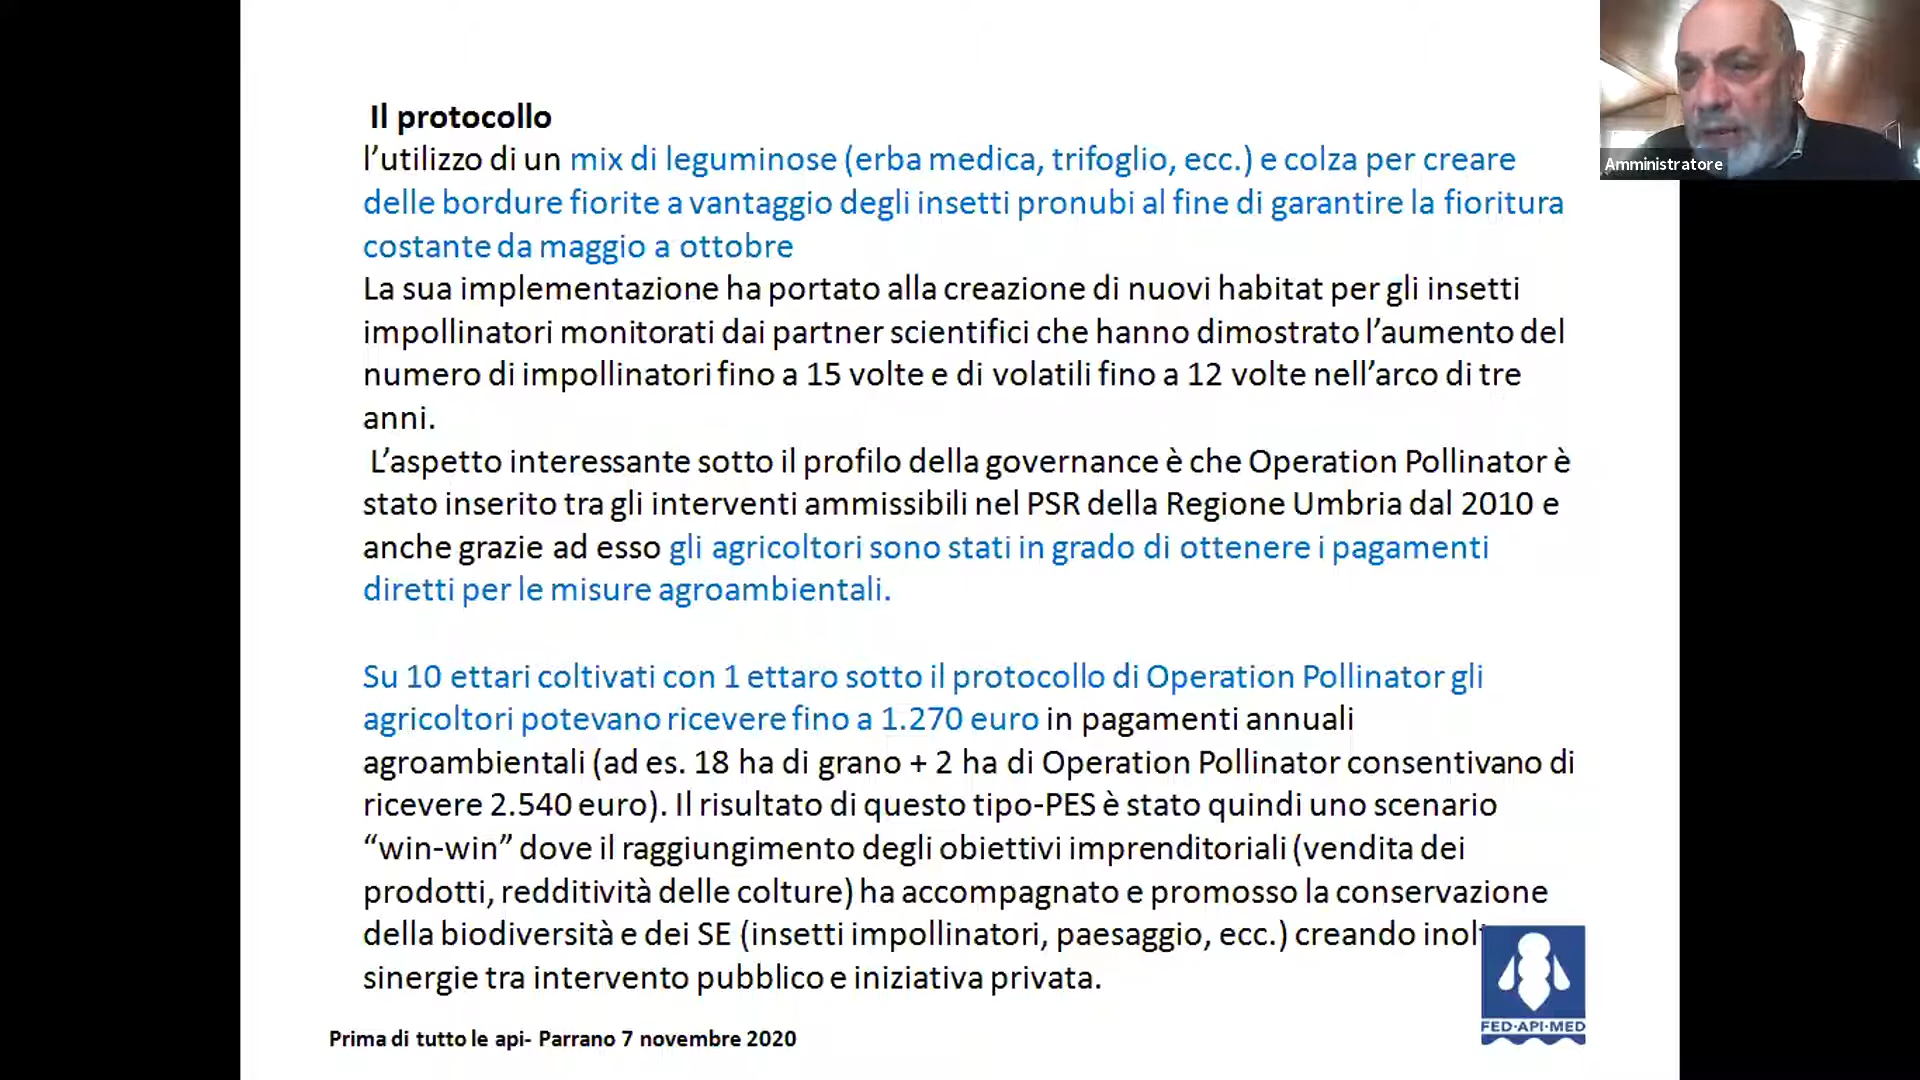 Il protocollo
l’utilizzo di un mix di leguminose (erba medica, trifoglio, ecc.) e colza per creare
delle bordure fiorite a vantaggio degli insetti pronubi al fine di garantire la fioritura
costante da maggio a ottobre
La sua implementazione ha portato alla creazione di nuovi habitat per gli insetti
impollinatori monitorati dai partner scientifici che hanno dimostrato l’aumento del
numero di impollinatori fino a 15 volte e di volatili fino a 12 volte nell’arco di tre
anni.
L’aspetto interessante sotto il profilo della governance è che Operation Pollinator è
stato inserito tra gli interventi ammissibili nel PSR della Regione Umbria dal 2010 e
anche grazie ad esso gli agricoltori sono stati in grado di ottenere i pagamenti
diretti per le misure agroambientali.
Su 10 ettari coltivati con 1 ettaro sotto il protocollo di Operation Pollinator gli
agricoltori potevano ricevere fino a 1.270 euro in pagamenti annuali
agroambientali (ad es. 18 ha di grano + 2 ha di Operation Pollinator consentivano di
ricevere 2.540 euro). Il risultato di questo tipo-PES è stato quindi uno scenario
“win-win” dove il raggiungimento degli obiettivi imprenditoriali (vendita dei
prodotti, redditività delle colture) ha accompagnato e promosso la conservazione
della biodiversità e dei SE (insetti impollinatori, paesaggio, ecc.) creando
sinergie tra intervento pubblico e iniziativa privata.
Prima di tutto le api- Parrano 7 novembre 2020
FED·API·MED
Amministratore